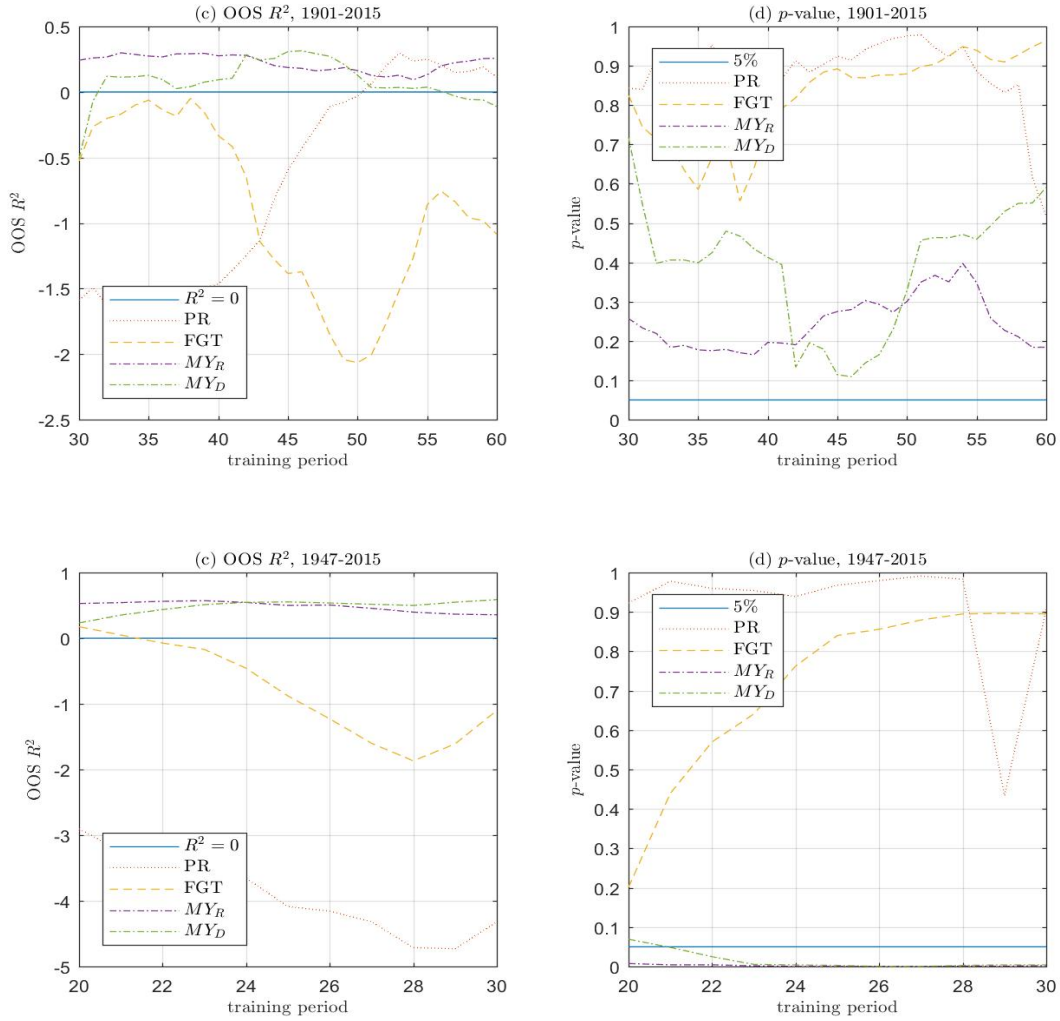 (c) OOS R², 1901-2015
0.5
0
-0.5
-1
-1.5
-2
-2.5
OOS R²
R² = 0
PR
FGT
MY_R
MY_D
30 35 40 45 50 55 60
training period
(d) p-value, 1901-2015
1
0.9
0.8
0.7
0.6
0.5
0.4
0.3
0.2
0.1
0
p-value
5%
PR
FGT
MY_R
MY_D
30 35 40 45 50 55 60
training period
(c) OOS R², 1947-2015
1
0
-1
-2
-3
-4
-5
OOS R²
R² = 0
PR
FGT
MY_R
MY_D
20 22 24 26 28 30
training period
(d) p-value, 1947-2015
1
0.9
0.8
0.7
0.6
0.5
0.4
0.3
0.2
0.1
0
p-value
5%
PR
FGT
MY_R
MY_D
20 22 24 26 28 30
training period